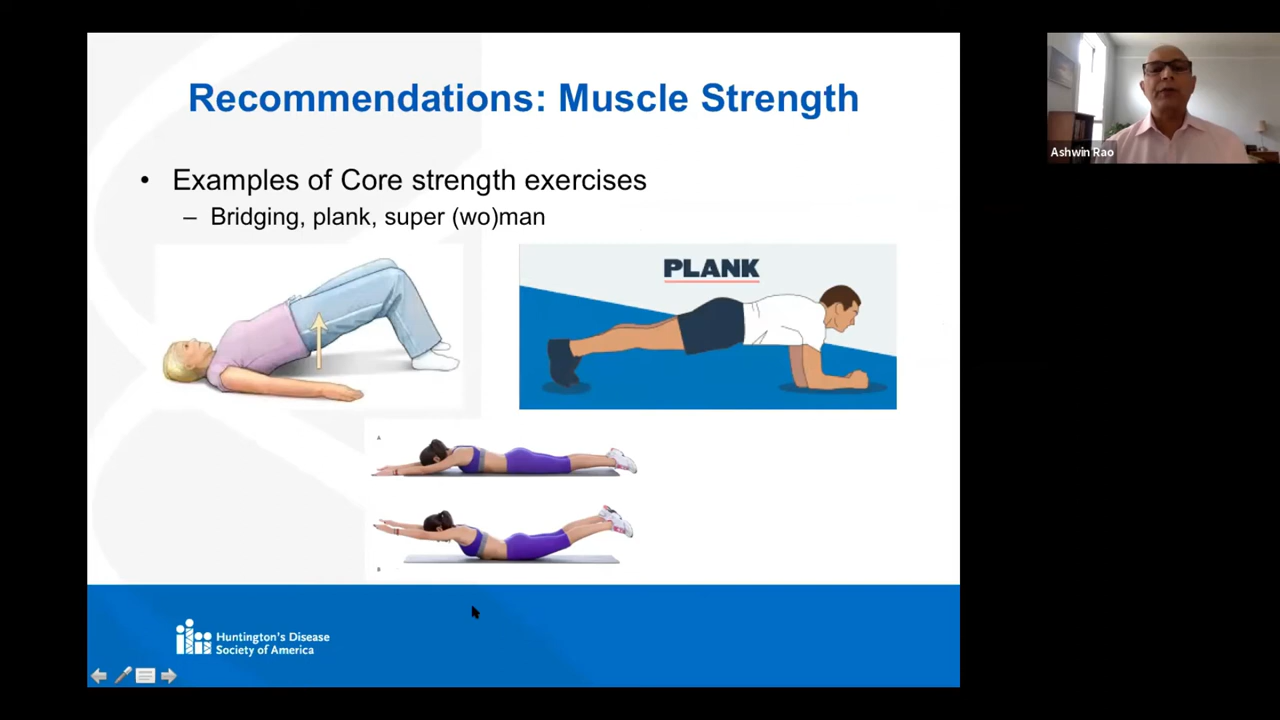 Recommendations: Muscle Strength
• Examples of Core strength exercises
– Bridging, plank, super (wo)man
PLANK
A
B
Huntington's Disease
Society of America
Ashwin Rao